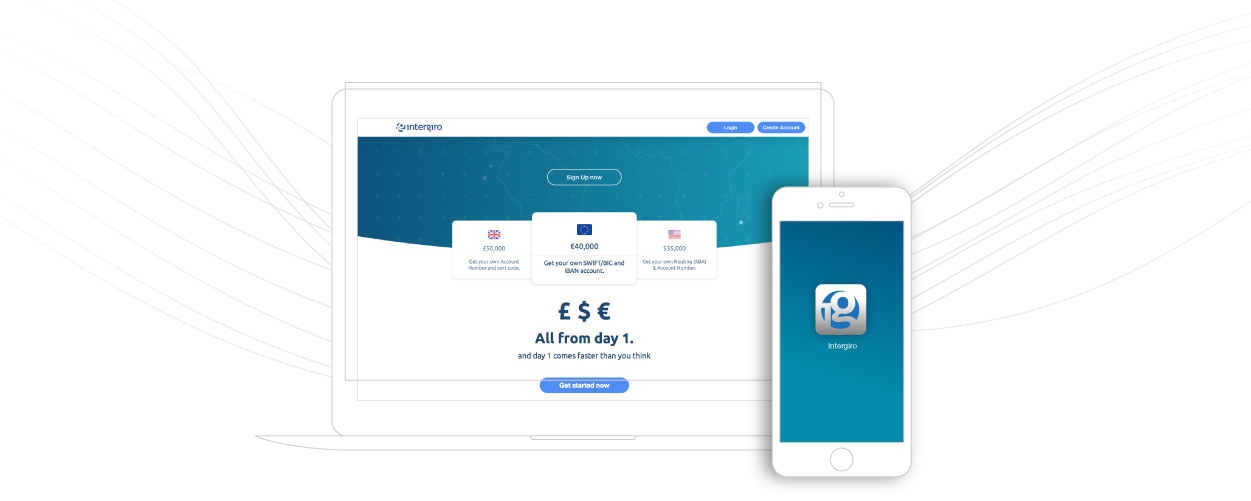 intergiro
Login
Create Account
Sign Up now
£50,000
Get your own Account
Number and sort code.
€40,000
Get your own SWIFT/BIC and
IBAN account.
$35,000
Get your own Routing (ABA)
& Account Number.
£ $ €
All from day 1.
and day 1 comes faster than you think
Get started now
ig
Intergiro